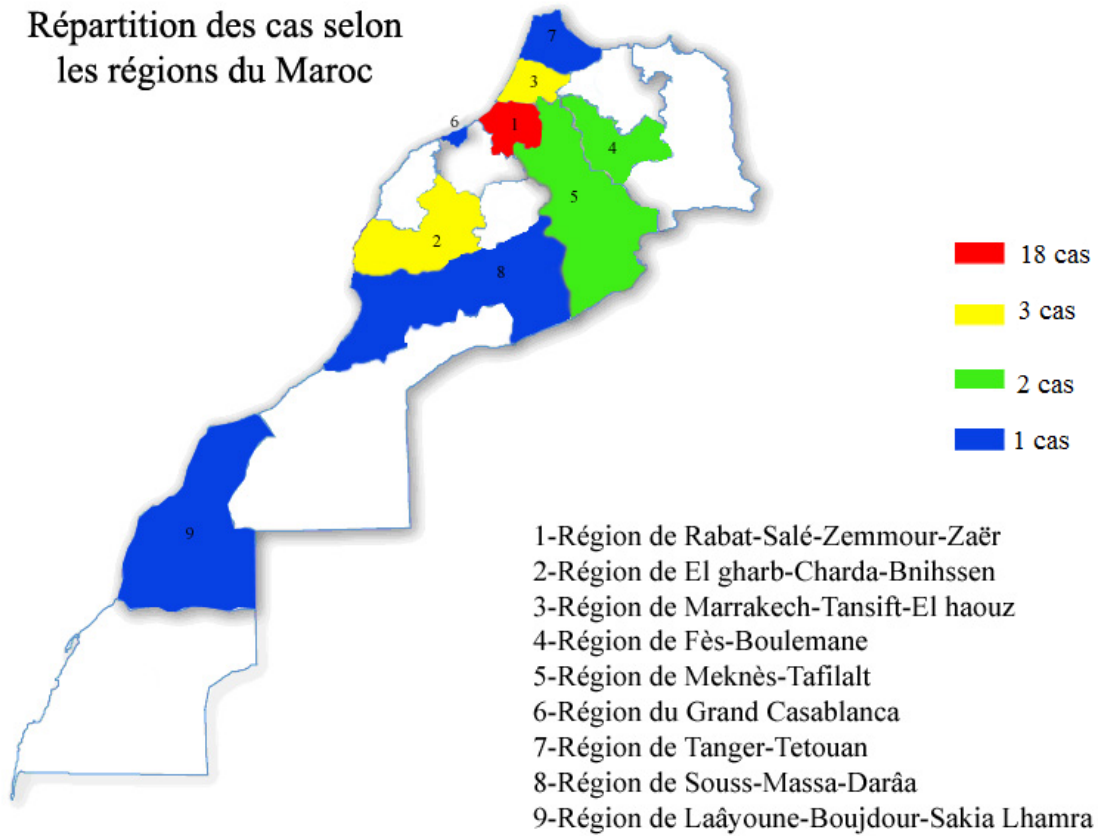 Répartition des cas selon
les régions du Maroc
7
3
6
1
4
5
2
8
9
18 cas
3 cas
2 cas
1 cas
1-Région de Rabat-Salé-Zemmour-Zaër
2-Région de El gharb-Charda-Bnihssen
3-Région de Marrakech-Tansift-El haouz
4-Région de Fès-Boulemane
5-Région de Meknès-Tafilalt
6-Région du Grand Casablanca
7-Région de Tanger-Tetouan
8-Région de Souss-Massa-Darâa
9-Région de Laâyoune-Boujdour-Sakia Lhamra